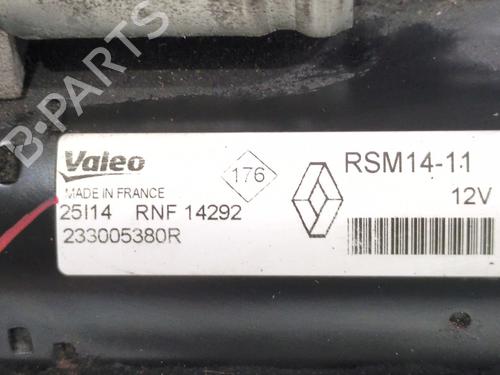 B-PARTS
Valeo
176
RSM14-11
MADE IN FRANCE
12V
25I14 RNF 14292
233005380R